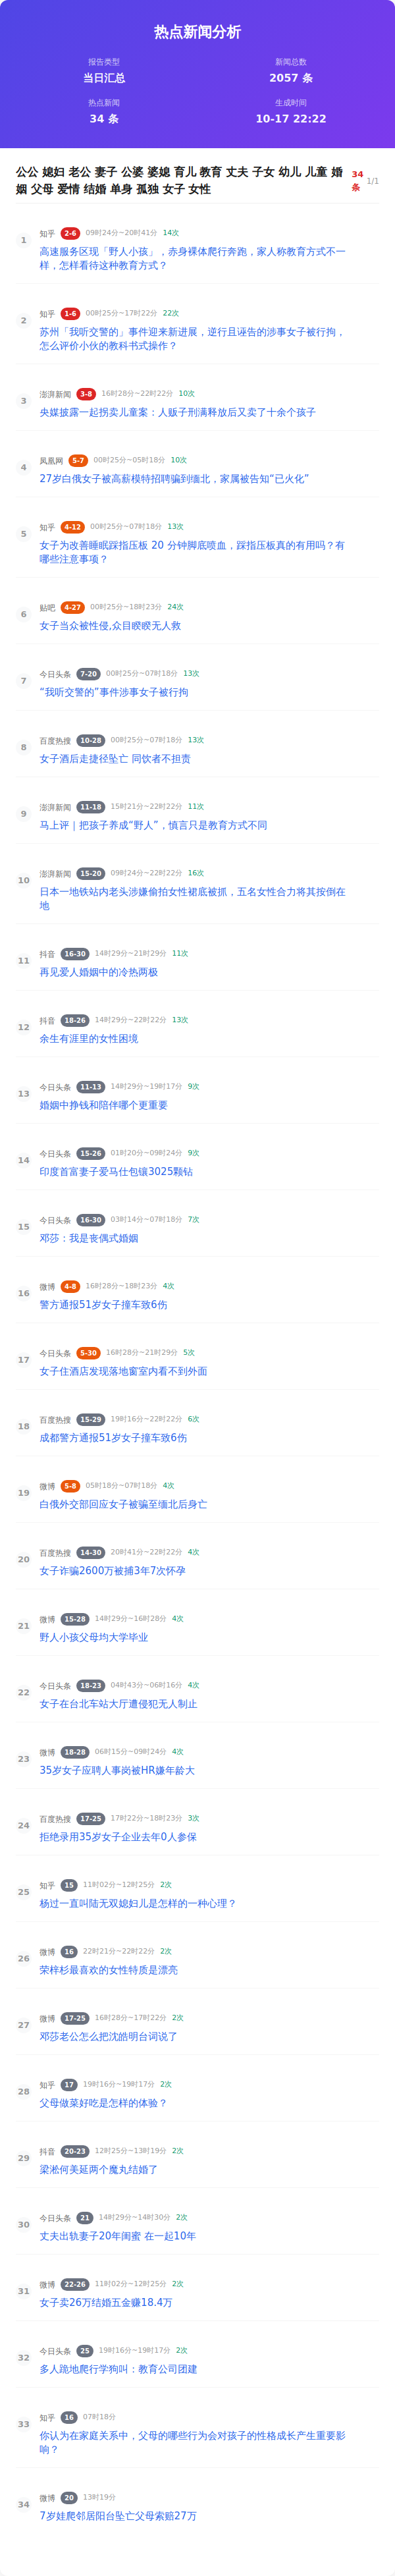 热点新闻分析
报告类型
当日汇总
新闻总数
2057 条
热点新闻
34 条
生成时间
10-17 22:22
公公 媳妇 老公 妻子 公婆 婆媳 育儿 教育 丈夫 子女 幼儿 儿童 婚
姻 父母 爱情 结婚 单身 孤独 女子 女性
34
条
1/1
1
知乎 2-6 09时24分~20时41分 14次
高速服务区现「野人小孩」，赤身裸体爬行奔跑，家人称教育方式不一
样，怎样看待这种教育方式？
2
知乎 1-6 00时25分~17时22分 22次
苏州「我听交警的」事件迎来新进展，逆行且诬告的涉事女子被行拘，
怎么评价小伙的教科书式操作？
3
澎湃新闻 3-8 16时28分~22时22分 10次
央媒披露一起拐卖儿童案：人贩子刑满释放后又卖了十余个孩子
4
凤凰网 5-7 00时25分~05时18分 10次
27岁白俄女子被高薪模特招聘骗到缅北，家属被告知“已火化”
5
知乎 4-12 00时25分~07时18分 13次
女子为改善睡眠踩指压板 20 分钟脚底喷血，踩指压板真的有用吗？有
哪些注意事项？
6
贴吧 4-27 00时25分~18时23分 24次
女子当众被性侵,众目睽睽无人救
7
今日头条 7-20 00时25分~07时18分 13次
“我听交警的”事件涉事女子被行拘
8
百度热搜 10-28 00时25分~07时18分 13次
女子酒后走捷径坠亡 同饮者不担责
9
澎湃新闻 11-18 15时21分~22时22分 11次
马上评｜把孩子养成“野人”，慎言只是教育方式不同
10
澎湃新闻 15-20 09时24分~22时22分 16次
日本一地铁站内老头涉嫌偷拍女性裙底被抓，五名女性合力将其按倒在
地
11
抖音 16-30 14时29分~21时29分 11次
再见爱人婚姻中的冷热两极
12
抖音 18-26 14时29分~22时22分 13次
余生有涯里的女性困境
13
今日头条 11-13 14时29分~19时17分 9次
婚姻中挣钱和陪伴哪个更重要
14
今日头条 15-26 01时20分~09时24分 9次
印度首富妻子爱马仕包镶3025颗钻
15
今日头条 16-30 03时14分~07时18分 7次
邓莎：我是丧偶式婚姻
16
微博 4-8 16时28分~18时23分 4次
警方通报51岁女子撞车致6伤
17
今日头条 5-30 16时28分~21时29分 5次
女子住酒店发现落地窗室内看不到外面
18
百度热搜 15-29 19时16分~22时22分 6次
成都警方通报51岁女子撞车致6伤
19
微博 5-8 05时18分~07时18分 4次
白俄外交部回应女子被骗至缅北后身亡
20
百度热搜 14-30 20时41分~22时22分 4次
女子诈骗2600万被捕3年7次怀孕
21
微博 15-28 14时29分~16时28分 4次
野人小孩父母均大学毕业
22
今日头条 18-23 04时43分~06时16分 4次
女子在台北车站大厅遭侵犯无人制止
23
微博 18-28 06时15分~09时24分 4次
35岁女子应聘人事岗被HR嫌年龄大
24
百度热搜 17-25 17时22分~18时23分 3次
拒绝录用35岁女子企业去年0人参保
25
知乎 15 11时02分~12时25分 2次
杨过一直叫陆无双媳妇儿是怎样的一种心理？
26
微博 16 22时21分~22时22分 2次
荣梓杉最喜欢的女性特质是漂亮
27
微博 17-25 16时28分~17时22分 2次
邓莎老公怎么把沈皓明台词说了
28
知乎 17 19时16分~19时17分 2次
父母做菜好吃是怎样的体验？
29
抖音 20-23 12时25分~13时19分 2次
梁淞何美延两个魔丸结婚了
30
今日头条 21 14时29分~14时30分 2次
丈夫出轨妻子20年闺蜜 在一起10年
31
微博 22-26 11时02分~12时25分 2次
女子卖26万结婚五金赚18.4万
32
今日头条 25 19时16分~19时17分 2次
多人跪地爬行学狗叫：教育公司团建
33
知乎 16 07时18分
你认为在家庭关系中，父母的哪些行为会对孩子的性格成长产生重要影
响？
34
微博 20 13时19分
7岁娃爬邻居阳台坠亡父母索赔27万